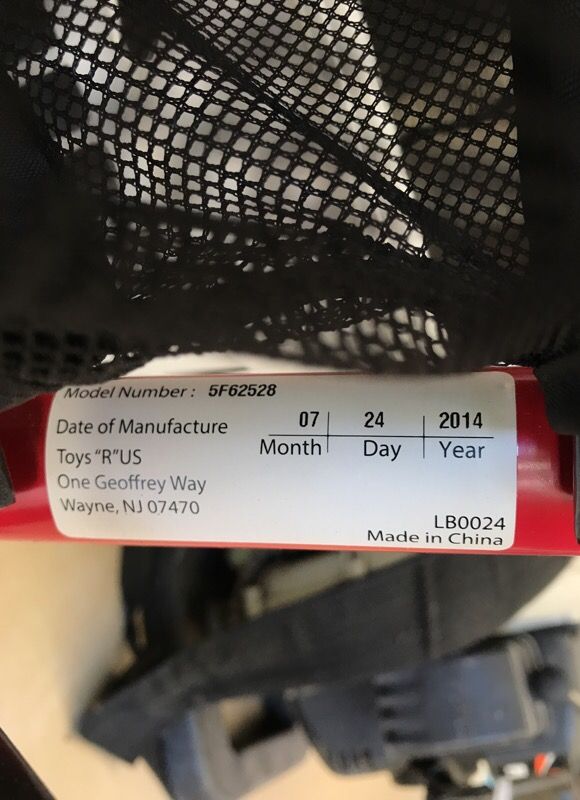 Model Number : 5F62528
Date of Manufacture 07 24 2014
Month Day Year
Toys "R"US
One Geoffrey Way
Wayne, NJ 07470
LB0024
Made in China